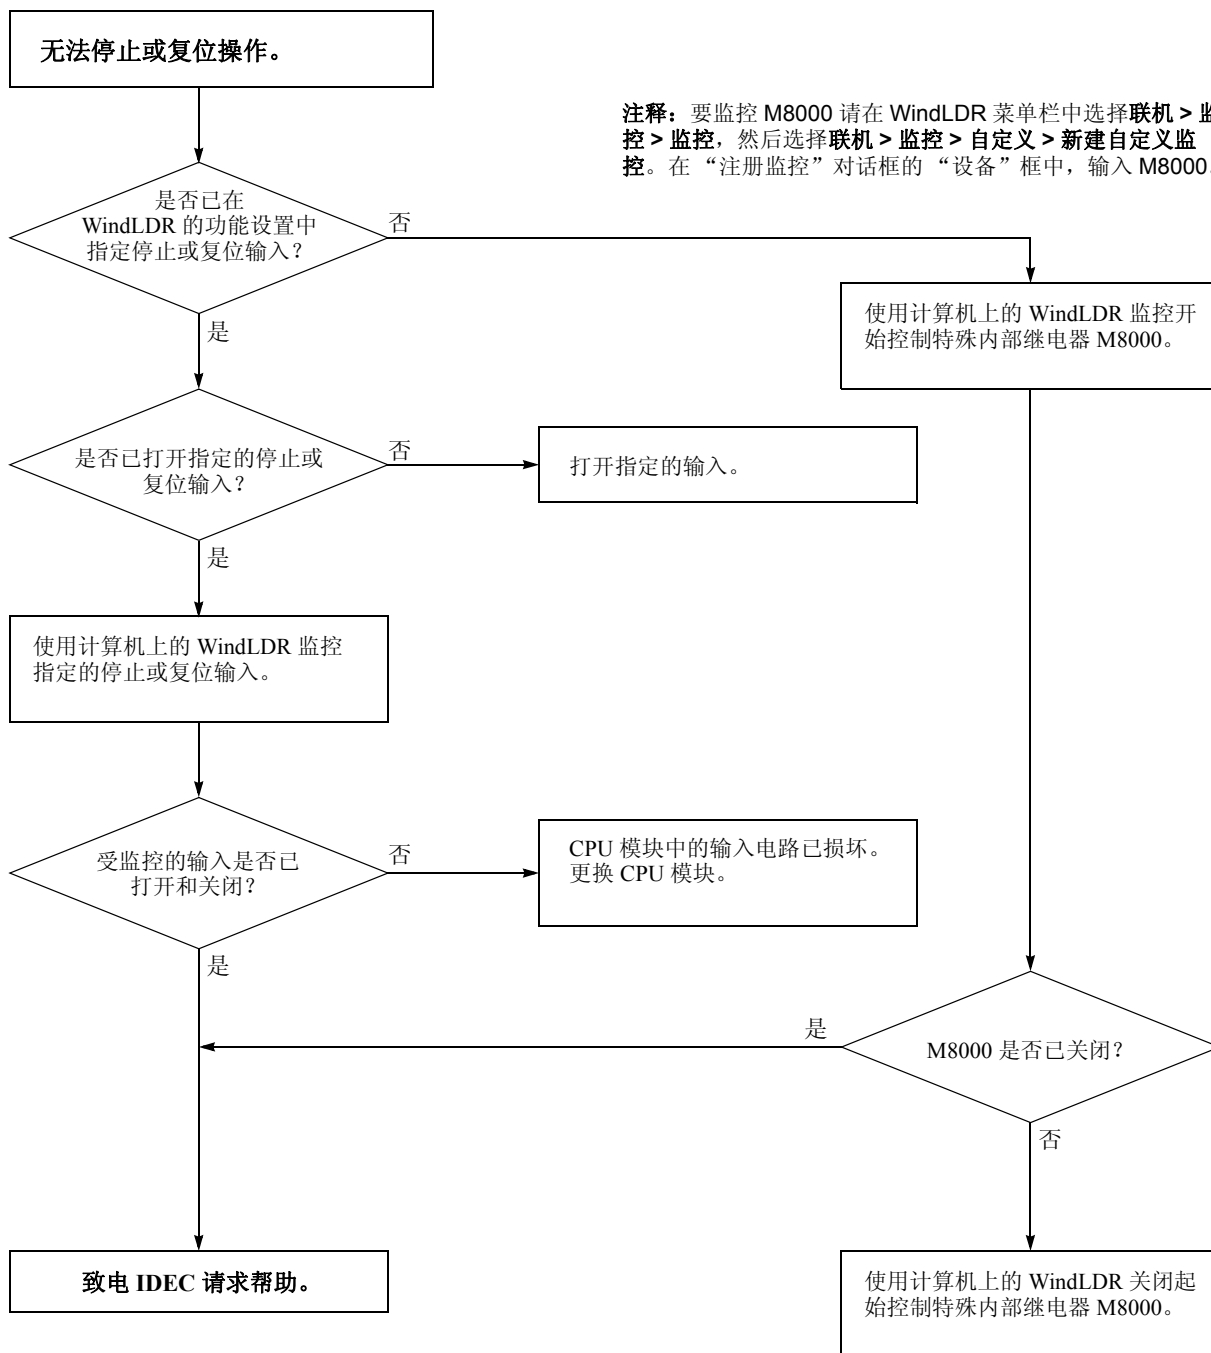 无法停止或复位操作。
注释：要监控 M8000 请在 WindLDR 菜单栏中选择联机 > 监
控 > 监控，然后选择联机 > 监控 > 自定义 > 新建自定义监
控。在 “注册监控” 对话框的 “设备” 框中，输入 M8000.
是否已在
WindLDR 的功能设置中
指定停止或复位输入？
否
使用计算机上的 WindLDR 监控开
始控制特殊内部继电器 M8000。
是
是否已打开指定的停止或
复位输入？
否
打开指定的输入。
是
使用计算机上的 WindLDR 监控
指定的停止或复位输入。
受监控的输入是否已
打开和关闭？
否
CPU 模块中的输入电路已损坏。
更换 CPU 模块。
是
是
M8000 是否已关闭？
否
致电 IDEC 请求帮助。
使用计算机上的 WindLDR 关闭起
始控制特殊内部继电器 M8000。